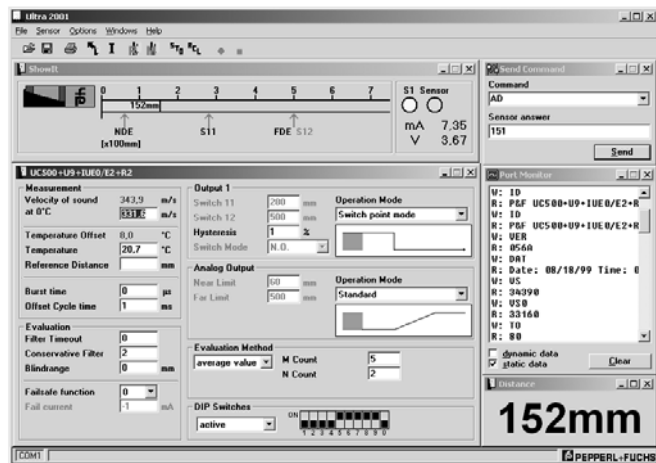 Ultra 2001
File Sensor Options Windows Help
ShowIt
0 1 2 3 4 5 6 7
152mm
NDE S11 FDE S12
[x100mm]
S1 Sensor
mA 7,35
V 3,67
Send Command
Command
AD
Sensor answer
151
Send
UC500+U9+IUE0/E2+R2
Measurement
Velocity of sound 343,9 m/s
at 0°C 331,6 m/s
Temperature Offset 8,0 °C
Temperature 20.7 °C
Reference Distance mm
Burst time 0 µs
Offset Cycle time 1 ms
Evaluation
Filter Timeout 0
Conservative Filter 2
Blindrange 0 mm
Failsafe function 0
Fail current -1 mA
Output 1
Switch 11 200 mm
Switch 12 500 mm
Hysteresis 1 %
Switch Mode N.O.
Operation Mode
Switch point mode
Analog Output
Near Limit 60 mm
Far Limit 500 mm
Operation Mode
Standard
Evaluation Method
average value
M Count 5
N Count 2
DIP Switches
active
ON
1 2 3 4 5 6 7 8 9 0
Port Monitor
W: ID
R: P&F UC500+U9+IUE0/E2+R
W: ID
R: P&F UC500+U9+IUE0/E2+R
W: VER
R: 056A
W: DAT
R: Date: 08/18/99 Time: 0
W: VS
R: 34390
W: VS0
R: 33160
W: TO
R: 80
dynamic data
static data
Clear
Distance
152mm
COM1
PEPPERL+FUCHS